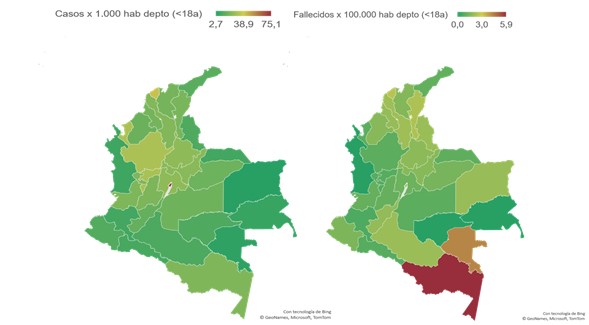 Casos x 1.000 hab depto (<18a)
2,7 38,9 75,1
Fallecidos x 100.000 hab depto (<18a)
0,0 3,0 5,9
Con tecnología de Bing
© GeoNames, Microsoft, TomTom
Con tecnología de Bing
© GeoNames, Microsoft, TomTom